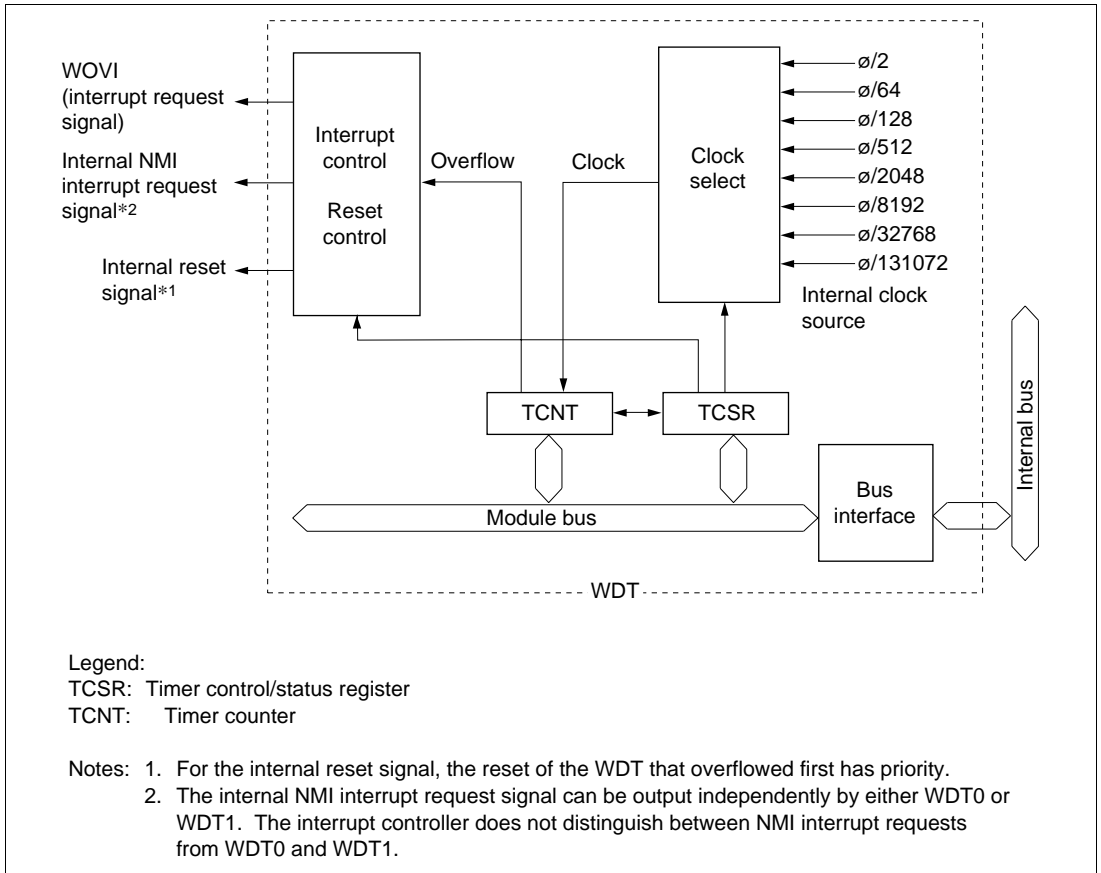 WOVI
(interrupt request
signal)
Internal NMI
interrupt request
signal*2
Internal reset
signal*1
Interrupt
control
Reset
control
Overflow
Clock
Clock
select
ø/2
ø/64
ø/128
ø/512
ø/2048
ø/8192
ø/32768
ø/131072
Internal clock
source
TCNT
TCSR
Module bus
Bus
interface
Internal bus
WDT
Legend:
TCSR: Timer control/status register
TCNT: Timer counter
Notes: 1. For the internal reset signal, the reset of the WDT that overflowed first has priority.
2. The internal NMI interrupt request signal can be output independently by either WDT0 or
WDT1. The interrupt controller does not distinguish between NMI interrupt requests
from WDT0 and WDT1.